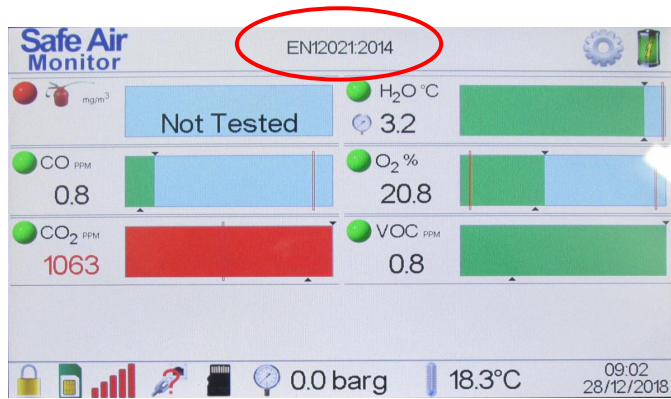 Safe Air
Monitor
EN12021:2014
mg/m³
Not Tested
H₂O °C
3.2
CO PPM
0.8
O₂ %
20.8
CO₂ PPM
1063
VOC PPM
0.8
?
0.0 barg
18.3°C
09:02
28/12/2018